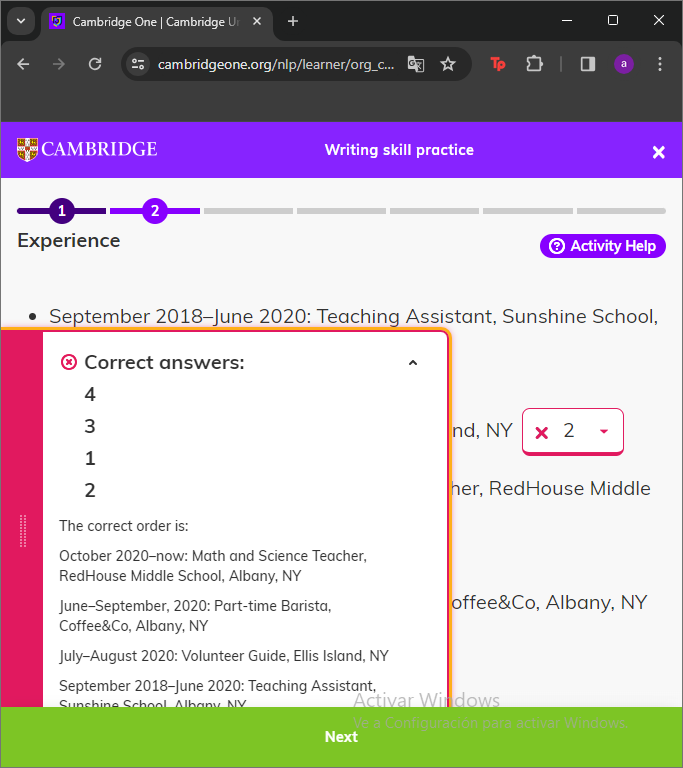 Cambridge One | Cambridge Ur
cambridgeone.org/nlp/learner/org_c...
Tp
a
CAMBRIDGE
Writing skill practice
1
2
Experience
Activity Help
September 2018–June 2020: Teaching Assistant, Sunshine School,
Correct answers:
4
3
1
2
nd, NY
2
her, RedHouse Middle
The correct order is:
October 2020–now: Math and Science Teacher,
RedHouse Middle School, Albany, NY
June–September, 2020: Part-time Barista,
Coffee&Co, Albany, NY
offee&Co, Albany, NY
July–August 2020: Volunteer Guide, Ellis Island, NY
September 2018–June 2020: Teaching Assistant,
Sunshine School, Albany, NY
Activar Windows
Ve a Configuración para activar Windows.
Next